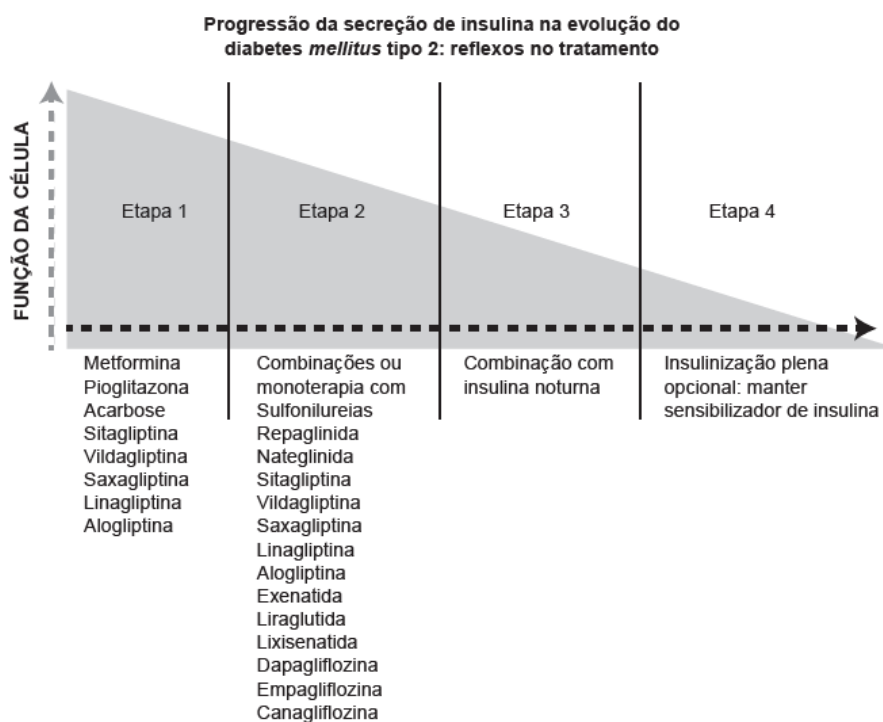 Progressão da secreção de insulina na evolução do
diabetes mellitus tipo 2: reflexos no tratamento
FUNÇÃO DA CÉLULA
Etapa 1
Etapa 2
Etapa 3
Etapa 4
Metformina
Pioglitazona
Acarbose
Sitagliptina
Vildagliptina
Saxagliptina
Linagliptina
Alogliptina
Combinações ou
monoterapia com
Sulfonilureias
Repaglinida
Nateglinida
Sitagliptina
Vildagliptina
Saxagliptina
Linagliptina
Alogliptina
Exenatida
Liraglutida
Lixisenatida
Dapagliflozina
Empagliflozina
Canagliflozina
Combinação com
insulina noturna
Insulinização plena
opcional: manter
sensibilizador de insulina